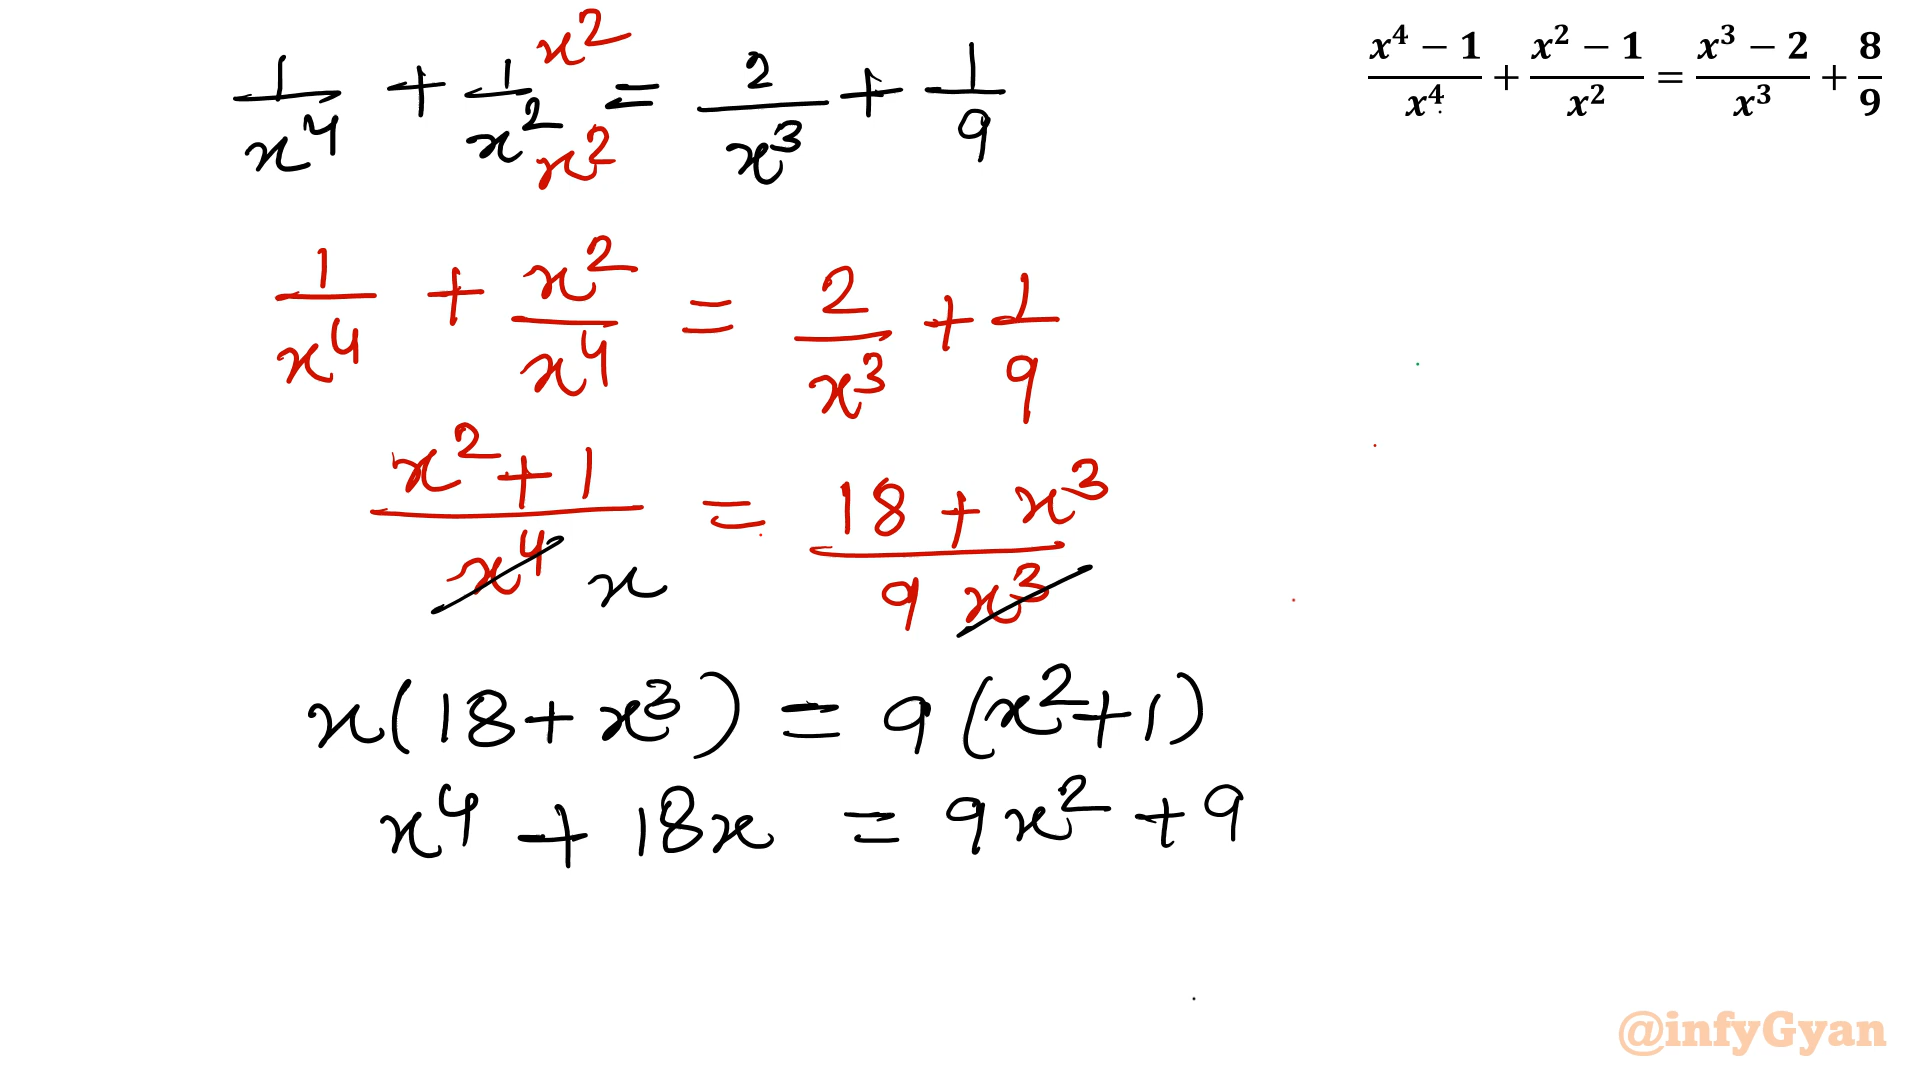 1/x⁴ + 1/x² x²/x² = 2/x³ + 1/9
(x⁴ − 1)/x⁴ + (x² − 1)/x² = (x³ − 2)/x³ + 8/9
1/x⁴ + x²/x⁴ = 2/x³ + 1/9
(x² + 1)/x⁴ x = (18 + x³)/(9 x³)
x(18 + x³) = 9(x² + 1)
x⁴ + 18x = 9x² + 9
@infyGyan